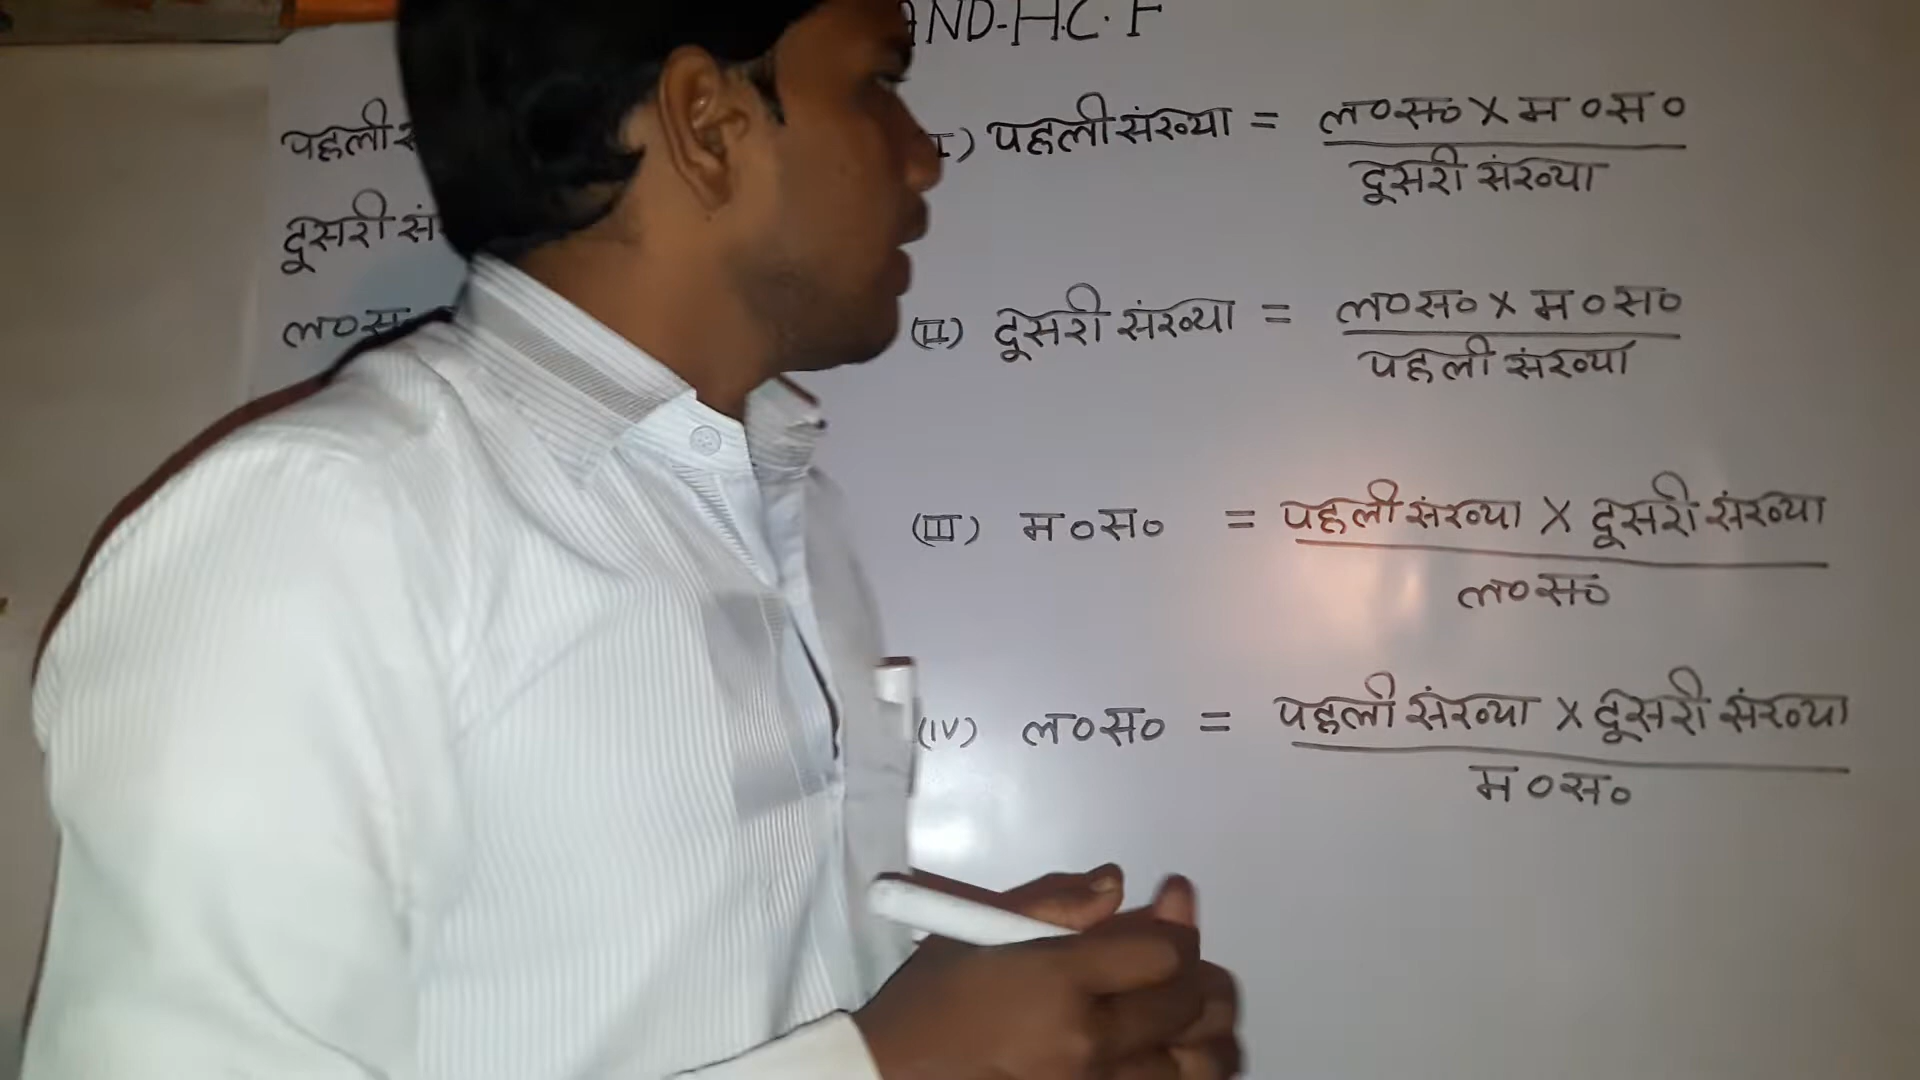 AND-H.C.F
पहली
दूसरी
ल०स
I) पहली संख्या = ल०स० X म०स०
दूसरी संख्या
(II) दूसरी संख्या = ल०स० X म०स०
पहली संख्या
(III) म०स० = पहली संख्या X दूसरी संख्या
ल०स०
(IV) ल०स० = पहली संख्या X दूसरी संख्या
म०स०